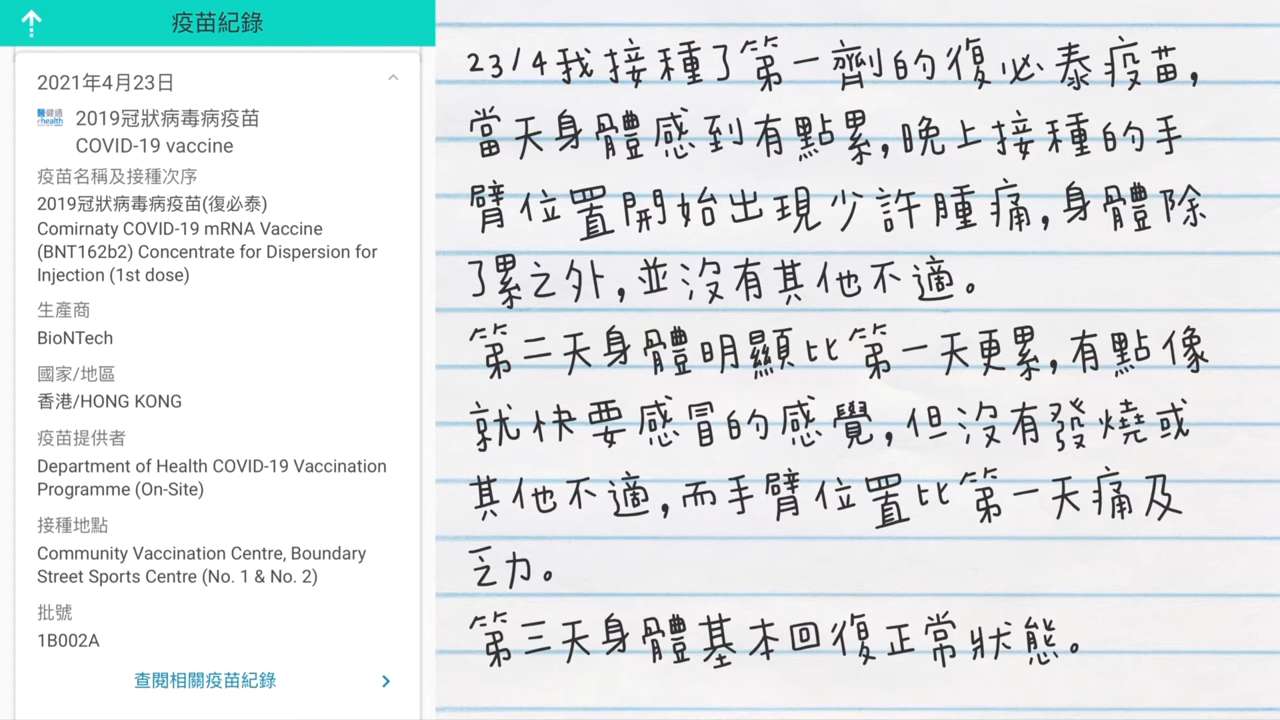 疫苗紀錄
2021年4月23日
醫健通
eHealth
2019冠狀病毒病疫苗
COVID-19 vaccine
疫苗名稱及接種次序
2019冠狀病毒病疫苗(復必泰)
Comirnaty COVID-19 mRNA Vaccine
(BNT162b2) Concentrate for Dispersion for
Injection (1st dose)
生產商
BioNTech
國家/地區
香港/HONG KONG
疫苗提供者
Department of Health COVID-19 Vaccination
Programme (On-Site)
接種地點
Community Vaccination Centre, Boundary
Street Sports Centre (No. 1 & No. 2)
批號
1B002A
查閱相關疫苗紀錄
23/4我接種了第一劑的復必泰疫苗,
當天身體感到有點累,晚上接種的手
臂位置開始出現少許腫痛,身體除
了累之外,並沒有其他不適。
第二天身體明顯比第一天更累,有點像
就快要感冒的感覺,但沒有發燒或
其他不適,而手臂位置比第一天痛及
乏力。
第三天身體基本回復正常狀態。